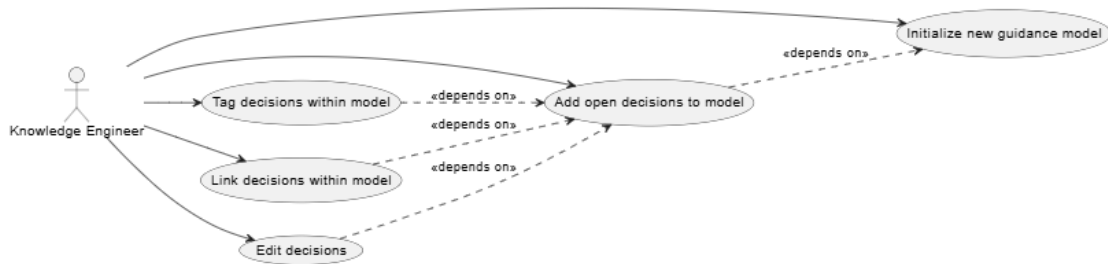 Initialize new guidance model
«depends on»
Tag decisions within model
«depends on»
Add open decisions to model
Knowledge Engineer
«depends on»
Link decisions within model
«depends on»
Edit decisions